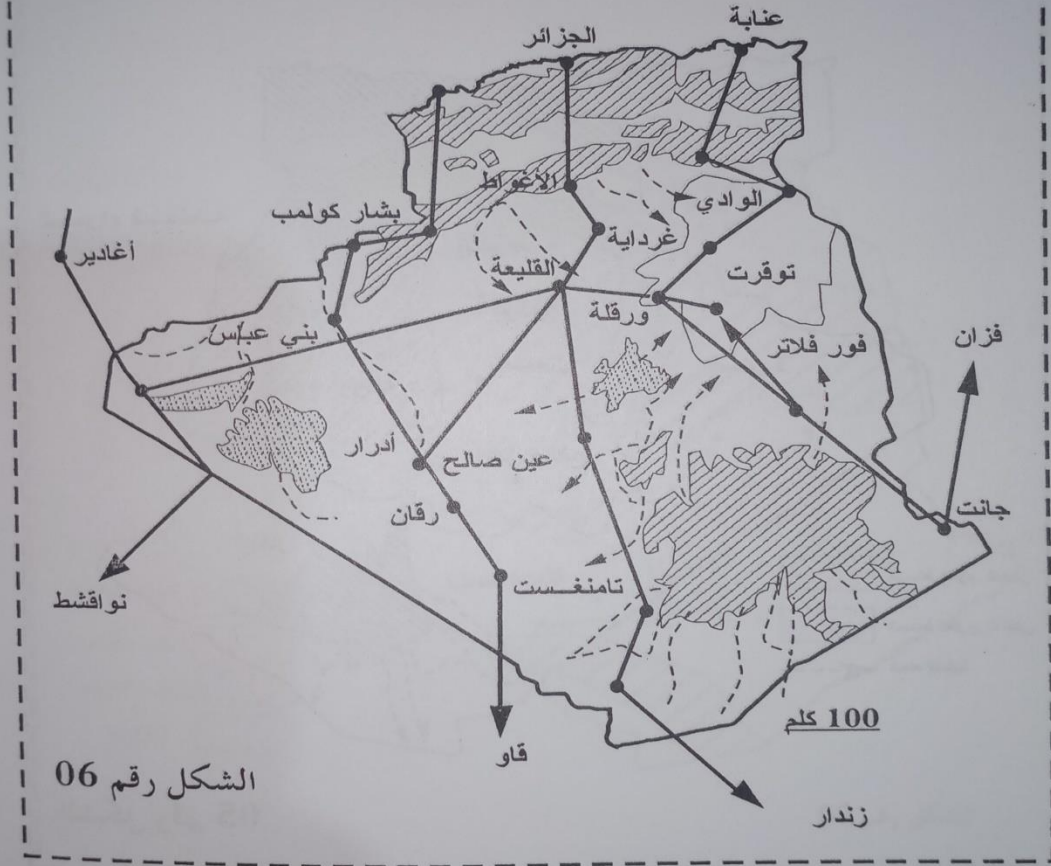 عنابة
الجزائر
الأغواط
الوادي
بشار كولمب
غرداية
أغادير
القليعة
توقرت
ورقلة
بني عباس
فور فلاتر
فزان
أدرار
عين صالح
رقان
جانت
تامنغست
نواقشط
100 كلم
قاو
الشكل رقم 06
زندار